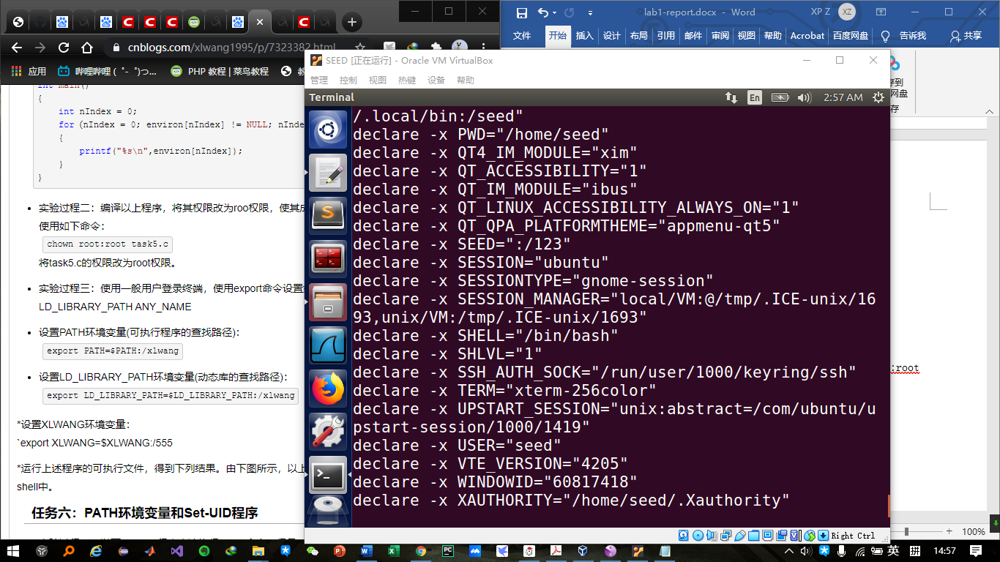 lab1-report.docx - Word
XP Z
XZ
文件
开始
插入
设计
布局
引用
邮件
审阅
视图
帮助
Acrobat
百度网盘
告诉我
共享
cnblogs.com/xlwang1995/p/7323382.html
应用
哔哩哔哩 ( ゜- ゜)つ...
PHP 教程 | 菜鸟教程
int main()
{
int nIndex = 0;
for (nIndex = 0; environ[nIndex] != NULL; nInde
{
printf("%s\n",environ[nIndex]);
}
}
实验过程二：编译以上程序，将其权限改为roo权限，使其成
使用如下命令：
chown root:root task5.c
将task5.c的权限改为root权限。
实验过程三：使用一般用户登录终端，使用export命令设置
LD_LIBRARY_PATH ANY_NAME
设置PATH环境变量(可执行程序的查找路径)：
export PATH=$PATH:/xlwang
设置LD_LIBRARY_PATH环境变量(动态库的查找路径)：
export LD_LIBRARY_PATH=$LD_LIBRARY_PATH:/xlwang
*设置XLWANG环境变量：
`export XLWANG=$XLWANG:/555
*运行上述程序的可执行文件，得到下列结果。由下图所示，以上
shell中。
任务六：PATH环境变量和Set-UID程序
SEED [正在运行] - Oracle VM VirtualBox
管理
控制
视图
热键
设备
帮助
Terminal
En
2:57 AM
/.local/bin:/seed"
declare -x PWD="/home/seed"
declare -x QT4_IM_MODULE="xim"
declare -x QT_ACCESSIBILITY="1"
declare -x QT_IM_MODULE="ibus"
declare -x QT_LINUX_ACCESSIBILITY_ALWAYS_ON="1"
declare -x QT_QPA_PLATFORMTHEME="appmenu-qt5"
declare -x SEED=":/123"
declare -x SESSION="ubuntu"
declare -x SESSIONTYPE="gnome-session"
declare -x SESSION_MANAGER="local/VM:@/tmp/.ICE-unix/16
93,unix/VM:/tmp/.ICE-unix/1693"
declare -x SHELL="/bin/bash"
declare -x SHLVL="1"
declare -x SSH_AUTH_SOCK="/run/user/1000/keyring/ssh"
declare -x TERM="xterm-256color"
declare -x UPSTART_SESSION="unix:abstract=/com/ubuntu/u
pstart-session/1000/1419"
declare -x USER="seed"
declare -x VTE_VERSION="4205"
declare -x WINDOWID="60817418"
declare -x XAUTHORITY="/home/seed/.Xauthority"
Right Ctrl
:root
100%
英
拼
14:57